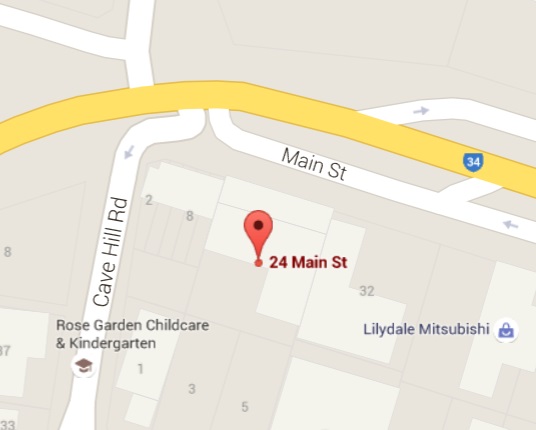 34
Main St
Cave Hill Rd
2
8
8
24 Main St
32
Rose Garden Childcare
& Kindergarten
Lilydale Mitsubishi
37
1
3
5
33